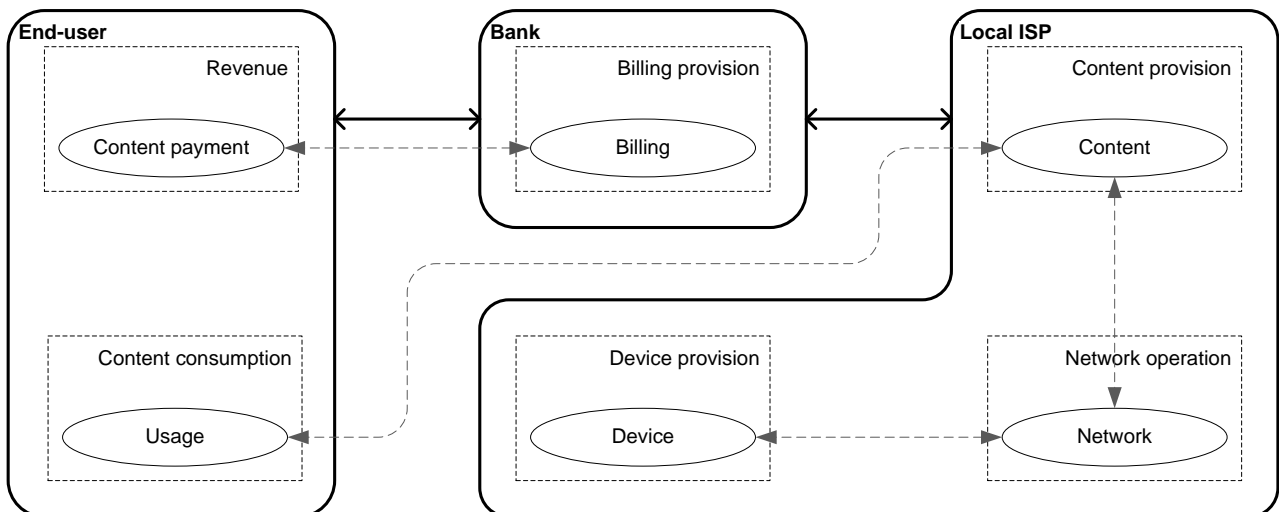 End-user
Bank
Local ISP
Revenue
Billing provision
Content provision
Content payment
Billing
Content
Content consumption
Device provision
Network operation
Usage
Device
Network